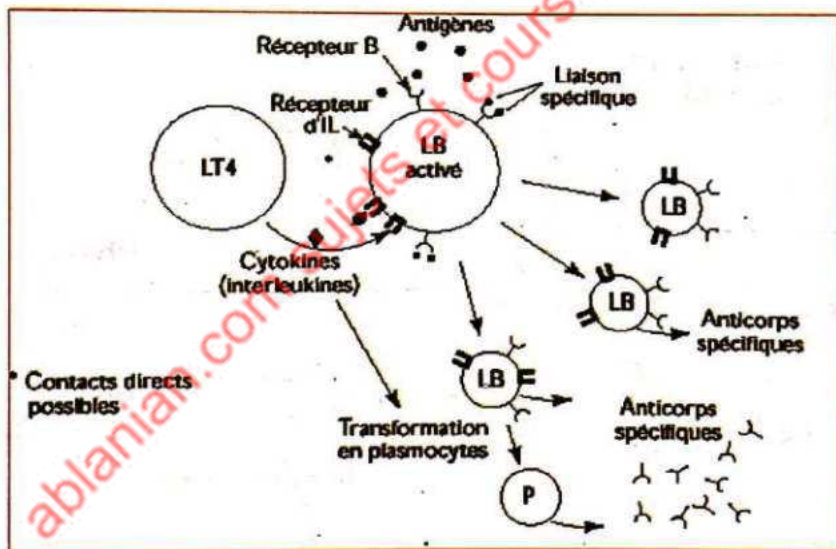 Antigènes
Récepteur B
Liaison
spécifique
Récepteur
d'IL
LB
activé
LT4
LB
LB
Cytokines
(interleukines)
Anticorps
spécifiques
LB
• Contacts directs
possibles
Transformation
en plasmocytes
Anticorps
spécifiques
P
ablanian.com sujets et cours